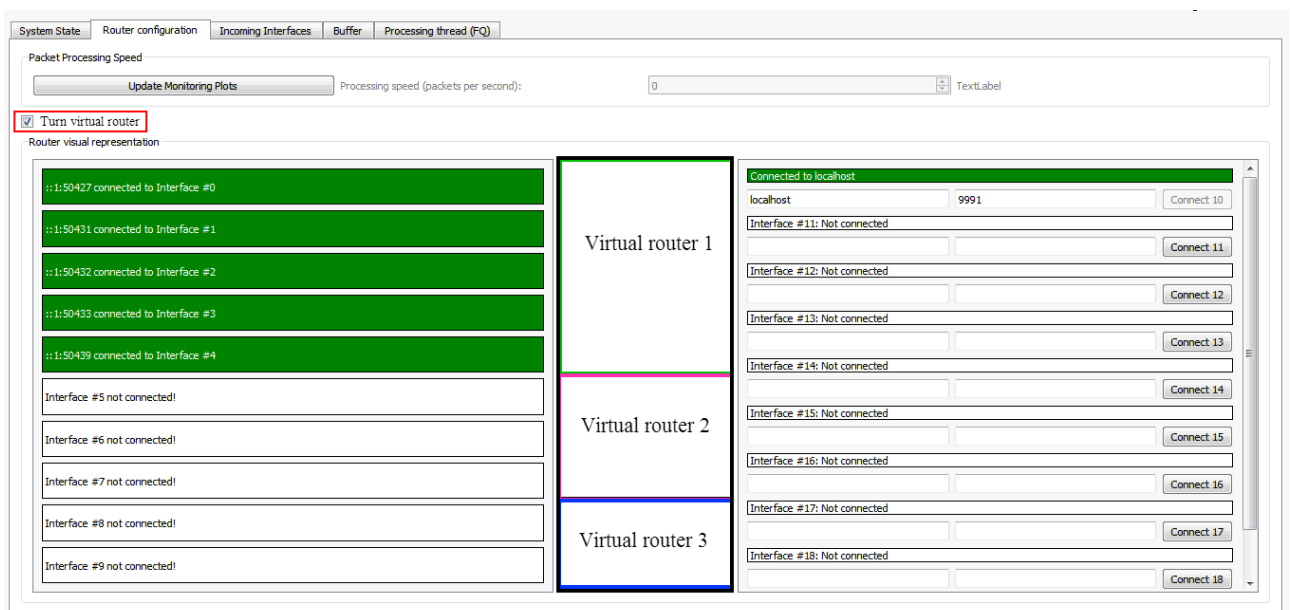 System State Router configuration Incoming Interfaces Buffer Processing thread (FQ)
Packet Processing Speed
Update Monitoring Plots Processing speed (packets per second): 0 TextLabel
Turn virtual router
Router visual representation
::1:50427 connected to Interface #0
::1:50431 connected to Interface #1
::1:50432 connected to Interface #2
::1:50433 connected to Interface #3
::1:50439 connected to Interface #4
Interface #5 not connected!
Interface #6 not connected!
Interface #7 not connected!
Interface #8 not connected!
Interface #9 not connected!
Virtual router 1
Virtual router 2
Virtual router 3
Connected to localhost
localhost 9991 Connect 10
Interface #11: Not connected
Connect 11
Interface #12: Not connected
Connect 12
Interface #13: Not connected
Connect 13
Interface #14: Not connected
Connect 14
Interface #15: Not connected
Connect 15
Interface #16: Not connected
Connect 16
Interface #17: Not connected
Connect 17
Interface #18: Not connected
Connect 18